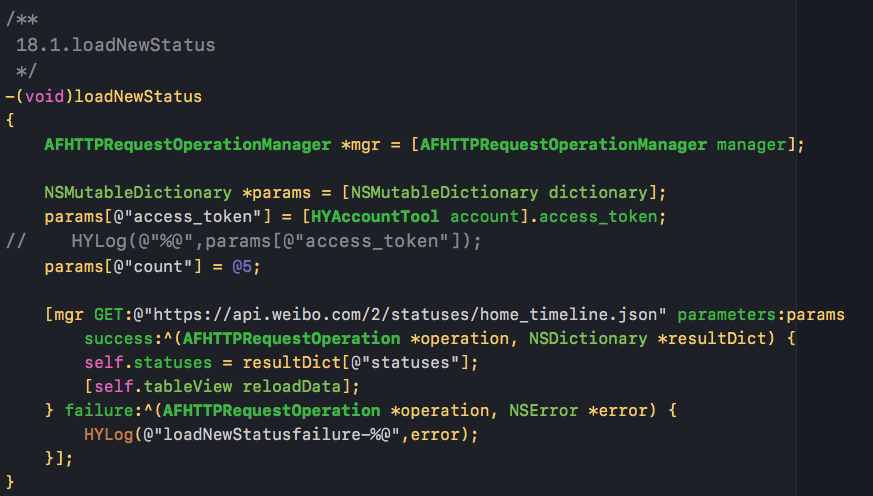 /**
 18.1.loadNewStatus
 */
-(void)loadNewStatus
{
    AFHTTPRequestOperationManager *mgr = [AFHTTPRequestOperationManager manager];
    NSMutableDictionary *params = [NSMutableDictionary dictionary];
    params[@"access_token"] = [HYAccountTool account].access_token;
//    HYLog(@"%@",params[@"access_token"]);
    params[@"count"] = @5;
    [mgr GET:@"https://api.weibo.com/2/statuses/home_timeline.json" parameters:params
        success:^(AFHTTPRequestOperation *operation, NSDictionary *resultDict) {
        self.statuses = resultDict[@"statuses"];
        [self.tableView reloadData];
    } failure:^(AFHTTPRequestOperation *operation, NSError *error) {
        HYLog(@"loadNewStatusfailure-%@",error);
    }];
}